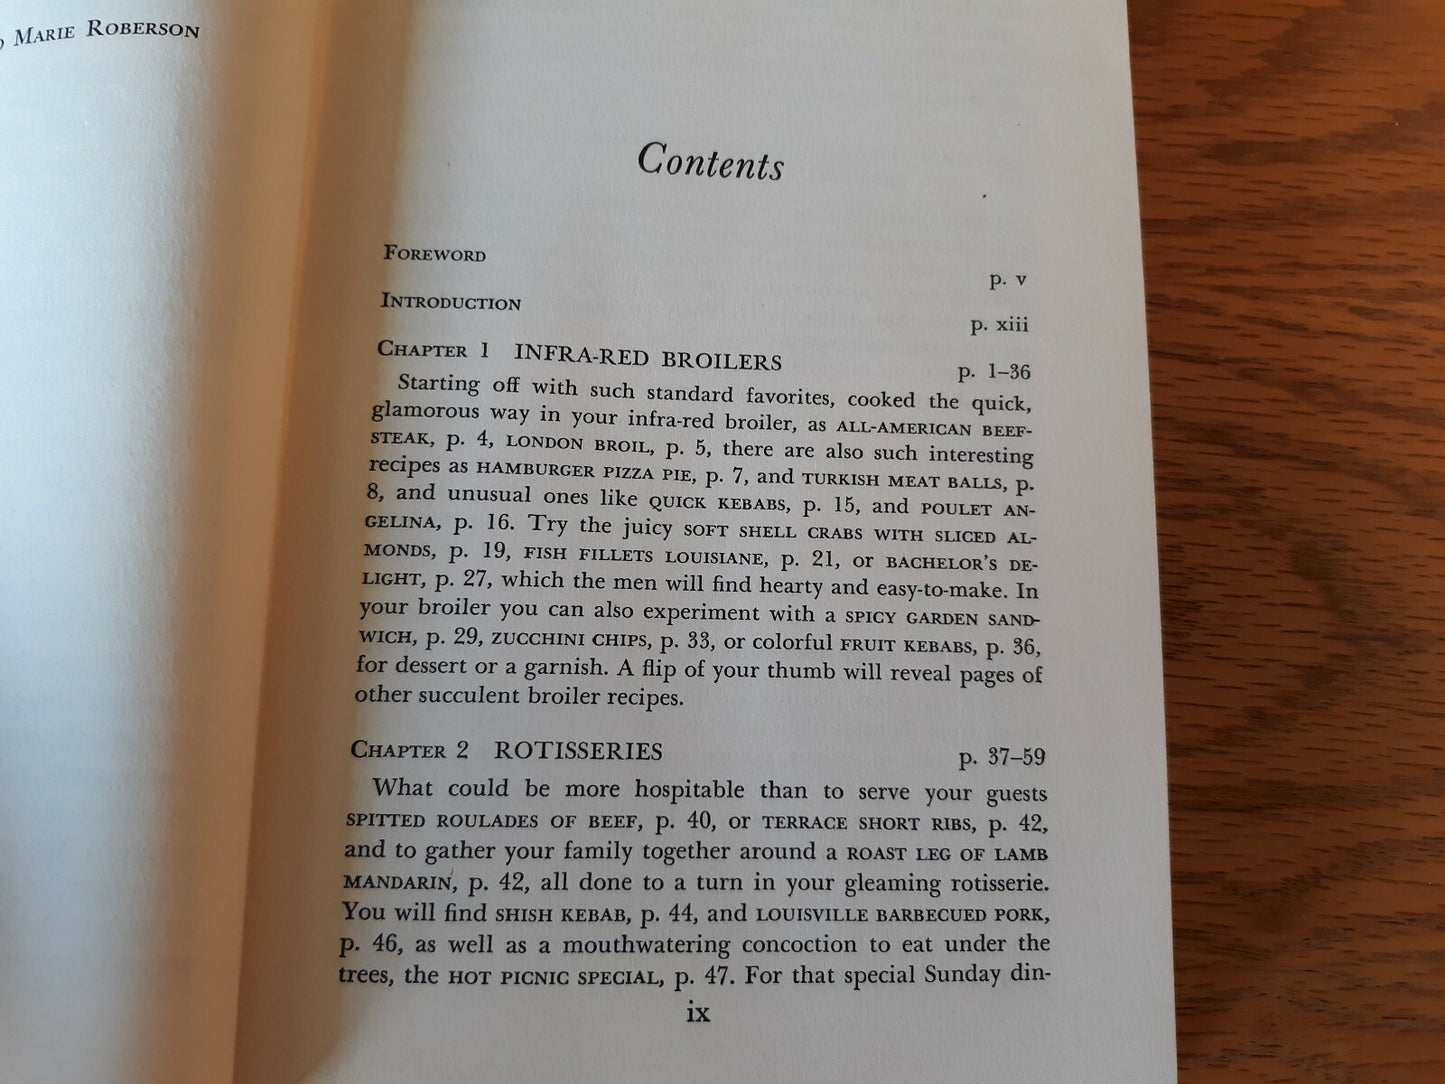 Marie Roberson
Contents
Foreword
p. v
Introduction
p. xiii
Chapter 1 INFRA-RED BROILERS p. 1–36
Starting off with such standard favorites, cooked the quick,
glamorous way in your infra-red broiler, as ALL-AMERICAN BEEF-
STEAK, p. 4, LONDON BROIL, p. 5, there are also such interesting
recipes as HAMBURGER PIZZA PIE, p. 7, and TURKISH MEAT BALLS, p.
8, and unusual ones like QUICK KEBABS, p. 15, and POULET AN-
GELINA, p. 16. Try the juicy SOFT SHELL CRABS WITH SLICED AL-
MONDS, p. 19, FISH FILLETS LOUISIANE, p. 21, or BACHELOR'S DE-
LIGHT, p. 27, which the men will find hearty and easy-to-make. In
your broiler you can also experiment with a SPICY GARDEN SAND-
WICH, p. 29, ZUCCHINI CHIPS, p. 33, or colorful FRUIT KEBABS, p. 36,
for dessert or a garnish. A flip of your thumb will reveal pages of
other succulent broiler recipes.
Chapter 2 ROTISSERIES p. 37–59
What could be more hospitable than to serve your guests
SPITTED ROULADES OF BEEF, p. 40, or TERRACE SHORT RIBS, p. 42,
and to gather your family together around a ROAST LEG OF LAMB
MANDARIN, p. 42, all done to a turn in your gleaming rotisserie.
You will find SHISH KEBAB, p. 44, and LOUISVILLE BARBECUED PORK,
p. 46, as well as a mouthwatering concoction to eat under the
trees, the HOT PICNIC SPECIAL, p. 47. For that special Sunday din-
ix